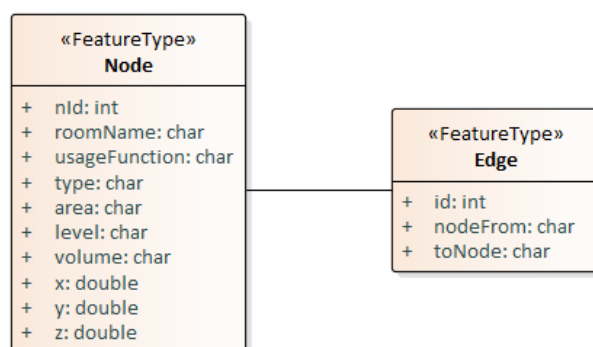 «FeatureType»
Node
+ nId: int
+ roomName: char
+ usageFunction: char
+ type: char
+ area: char
+ level: char
+ volume: char
+ x: double
+ y: double
+ z: double
«FeatureType»
Edge
+ id: int
+ nodeFrom: char
+ toNode: char